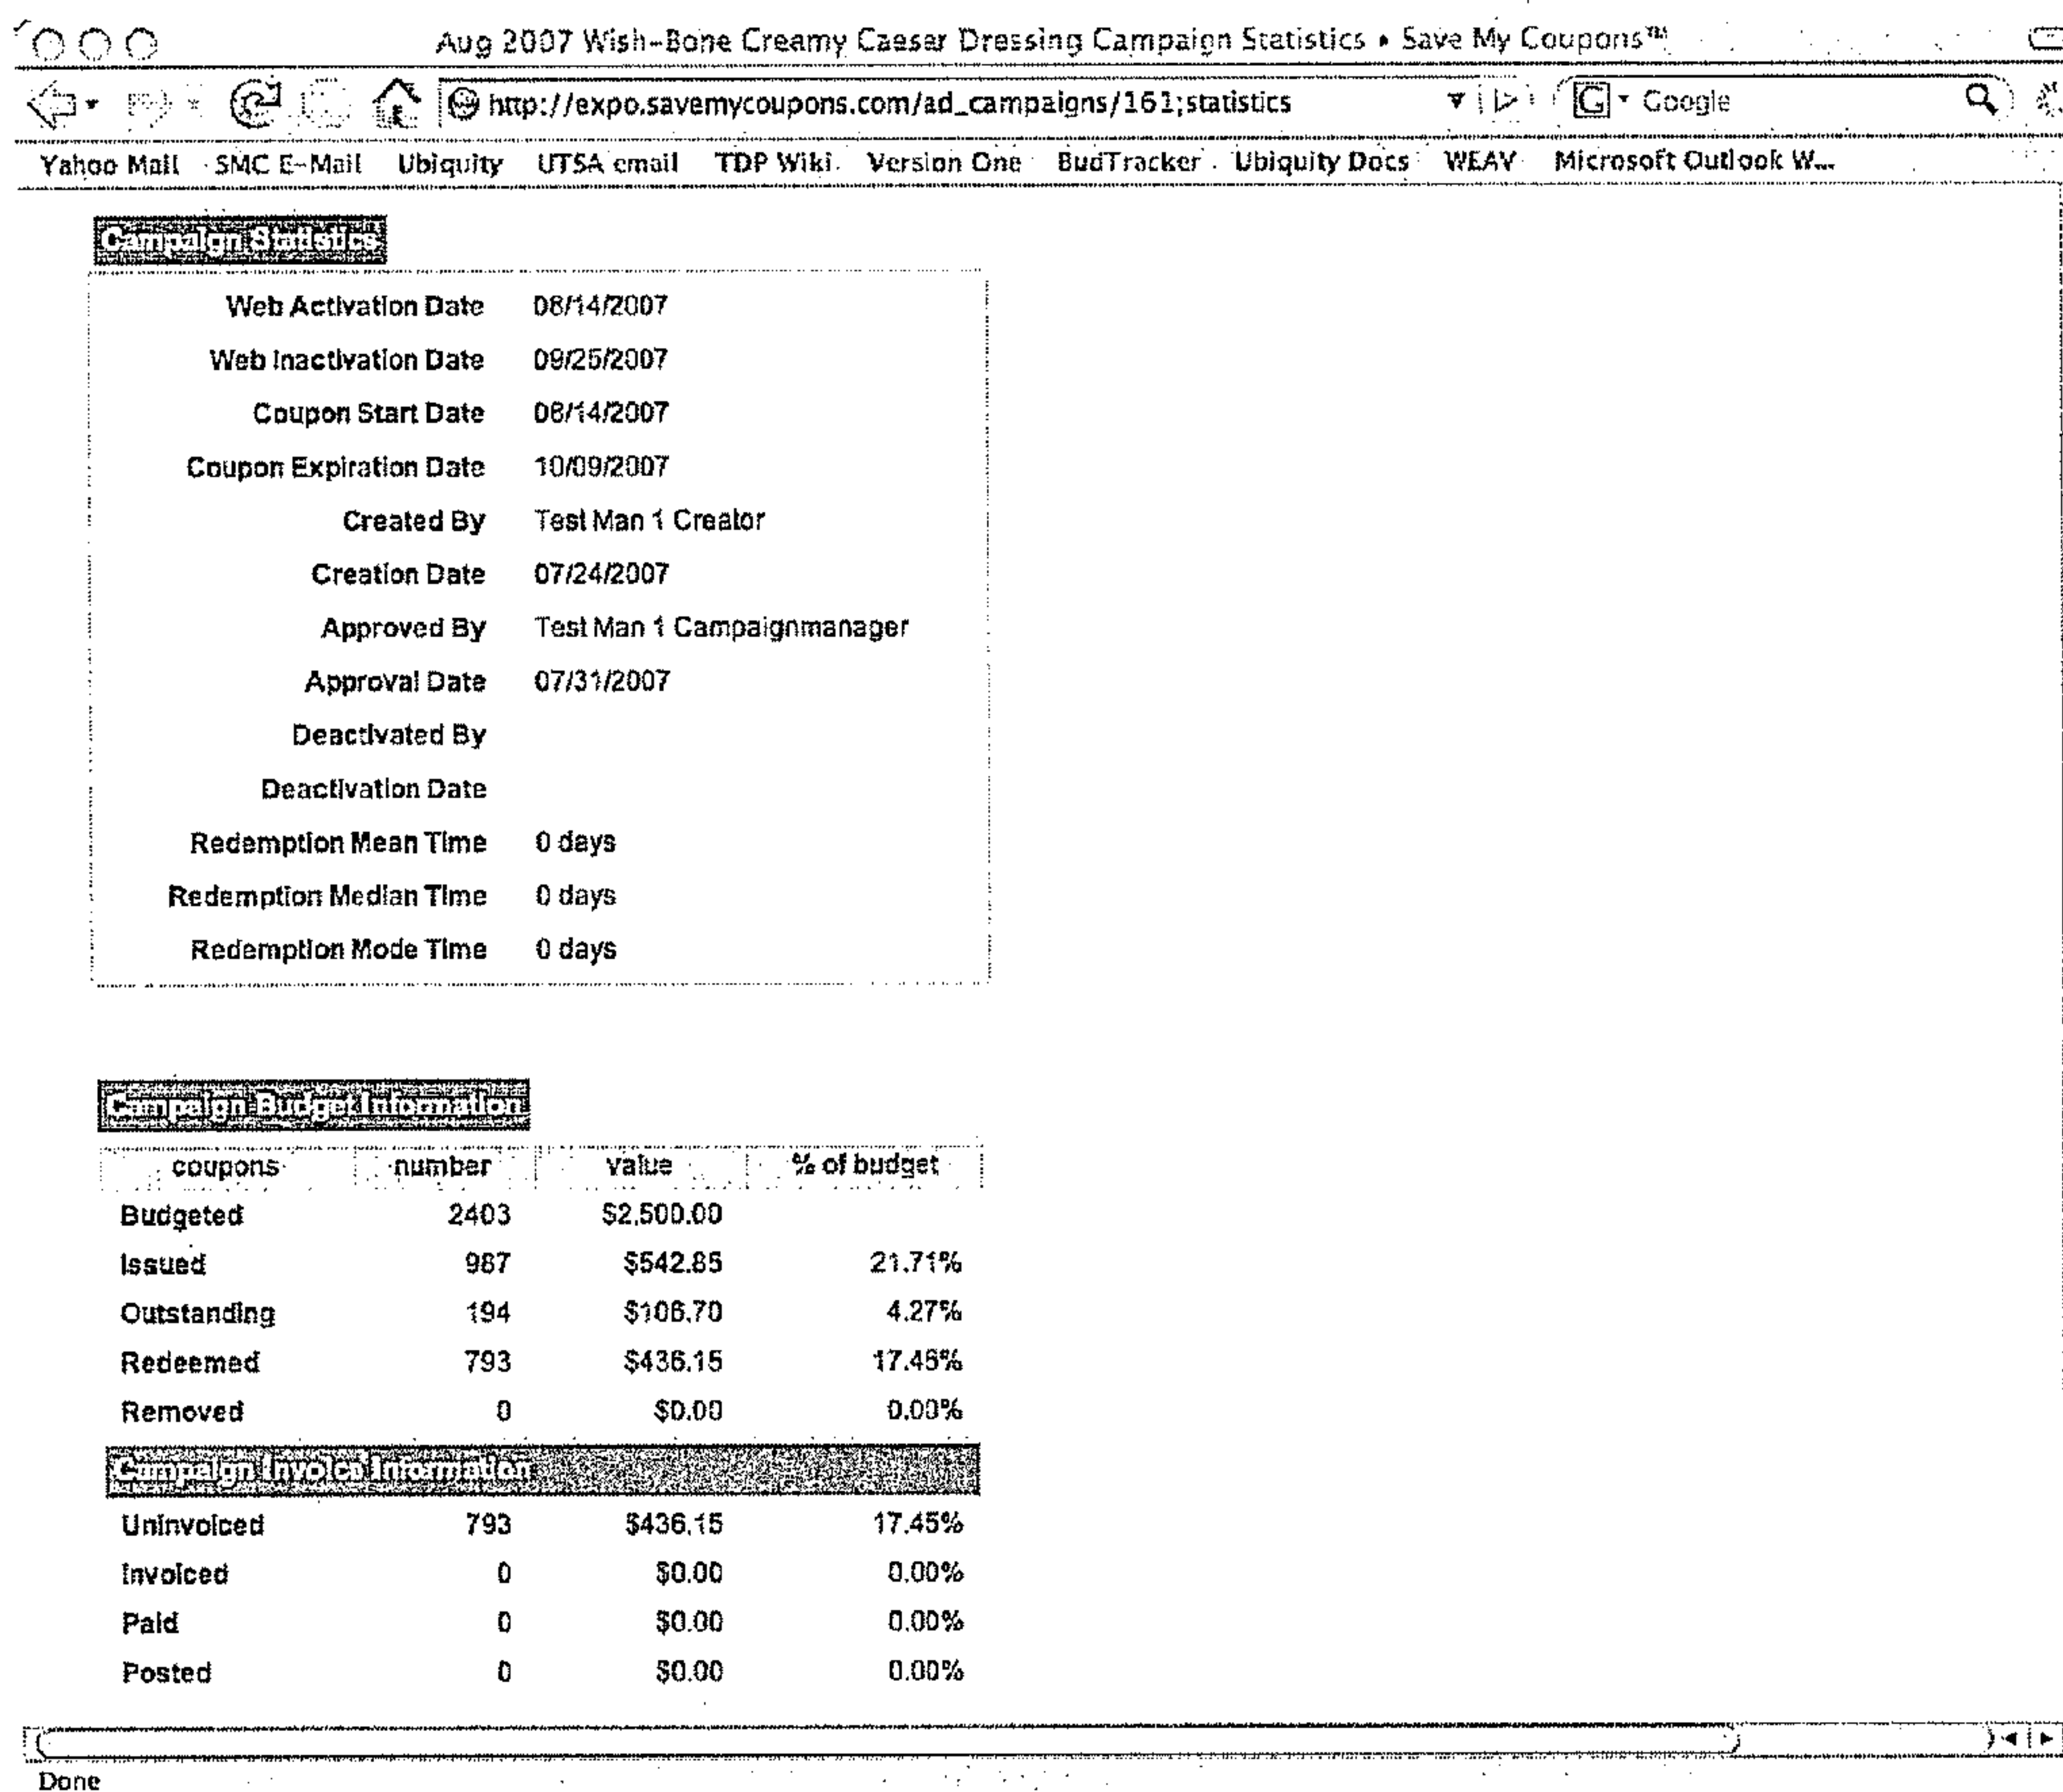 Aug 2007 Wish-Bone Creamy Caesar Dressing Campaign Statistics • Save My Coupons™
http://expo.savemycoupons.com/ad_campaigns/161;statistics
G Google
Yahoo Mail SMC E-Mail Ubiquity UTSA email TDP Wiki Version One BudTracker Ubiquity Docs WEAV Microsoft Outlook W...
Campaign Statistics
Web Activation Date 08/14/2007
Web Inactivation Date 09/25/2007
Coupon Start Date 08/14/2007
Coupon Expiration Date 10/09/2007
Created By Test Man 1 Creator
Creation Date 07/24/2007
Approved By Test Man 1 Campaignmanager
Approval Date 07/31/2007
Deactivated By
Deactivation Date
Redemption Mean Time 0 days
Redemption Median Time 0 days
Redemption Mode Time 0 days
Campaign Budget Information
coupons number value % of budget
Budgeted 2403 $2,500.00
Issued 987 $542.85 21.71%
Outstanding 194 $106.70 4.27%
Redeemed 793 $436.15 17.45%
Removed 0 $0.00 0.00%
Campaign Invoice Information
Uninvoiced 793 $436.15 17.45%
Invoiced 0 $0.00 0.00%
Paid 0 $0.00 0.00%
Posted 0 $0.00 0.00%
Done